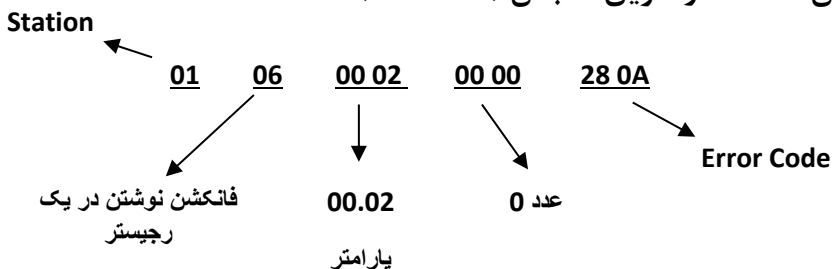 Station
01 06 00 02 00 00 28 0A
Error Code
فانکشن نوشتن در یک
رجیستر
00.02
پارامتر
عدد 0